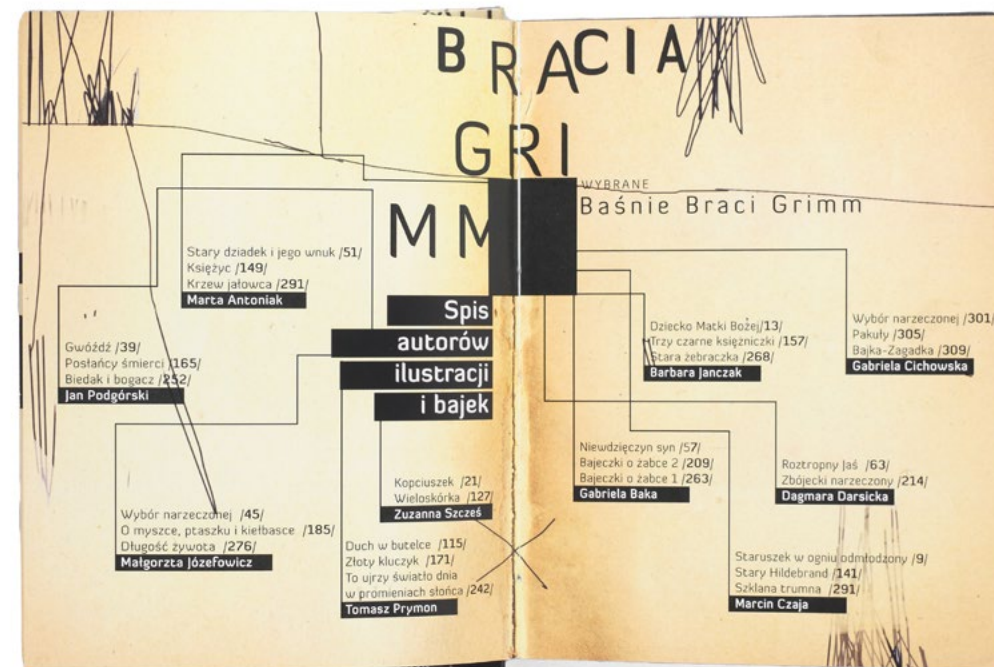 BRACIA
GRI
MM
WYBRANE
Baśnie Braci Grimm
Spis
autorów
ilustracji
i bajek
Stary dziadek i jego wnuk /51/
Księżyc /149/
Krzew jałowca /291/
Marta Antoniak
Gwóźdź /39/
Posłańcy śmierci /165/
Biedak i bogacz /252/
Jan Podgórski
Wybór narzeczonej /45/
O myszce, ptaszku i kiełbasce /185/
Długość żywota /276/
Małgorzta Józefowicz
Kopciuszek /21/
Wieloskórka /127/
Zuzanna Szcześ
Duch w butelce /115/
Złoty kluczyk /171/
To ujrzy światło dnia
w promieniach słońca /242/
Tomasz Prymon
Dziecko Matki Bożej/13/
Trzy czarne księżniczki /157/
Stara żebraczka /268/
Barbara Janczak
Wybór narzeczonej /301/
Pakuły /305/
Bajka-Zagadka /309/
Gabriela Cichowska
Niewdzięczyn syn /57/
Bajeczki o żabce 2 /209/
Bajeczki o żabce 1 /263/
Gabriela Baka
Roztropny Jaś /63/
Zbójecki narzeczony /214/
Dagmara Darsicka
Staruszek w ogniu odmłodzony /9/
Stary Hildebrand /141/
Szklana trumna /291/
Marcin Czaja